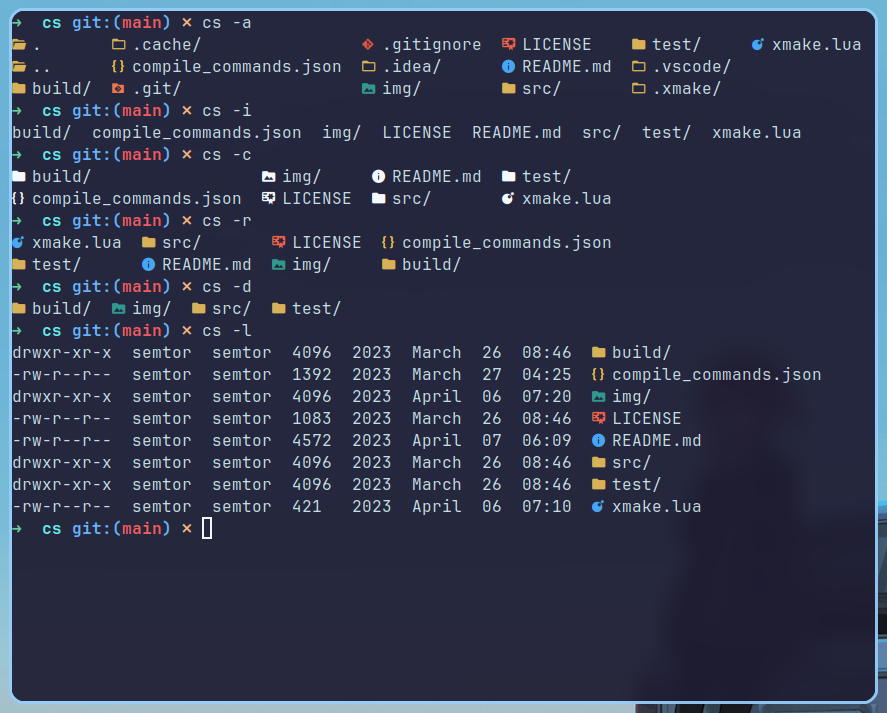 →  cs git:(main) × cs -a
.  .cache/  .gitignore  LICENSE  test/  xmake.lua
..  compile_commands.json  .idea/  README.md  .vscode/
build/  .git/  img/  src/  .xmake/
→  cs git:(main) × cs -i
build/  compile_commands.json  img/  LICENSE  README.md  src/  test/  xmake.lua
→  cs git:(main) × cs -c
build/  img/  README.md  test/
{} compile_commands.json  LICENSE  src/  xmake.lua
→  cs git:(main) × cs -r
xmake.lua  src/  LICENSE  {} compile_commands.json
test/  README.md  img/  build/
→  cs git:(main) × cs -d
build/  img/  src/  test/
→  cs git:(main) × cs -l
drwxr-xr-x  semtor  semtor  4096  2023  March  26  08:46  build/
-rw-r--r--  semtor  semtor  1392  2023  March  27  04:25  {} compile_commands.json
drwxr-xr-x  semtor  semtor  4096  2023  April  06  07:20  img/
-rw-r--r--  semtor  semtor  1083  2023  March  26  08:46  LICENSE
-rw-r--r--  semtor  semtor  4572  2023  April  07  06:09  README.md
drwxr-xr-x  semtor  semtor  4096  2023  March  26  08:46  src/
drwxr-xr-x  semtor  semtor  4096  2023  March  26  08:46  test/
-rw-r--r--  semtor  semtor  421  2023  April  06  07:10  xmake.lua
→  cs git:(main) ×